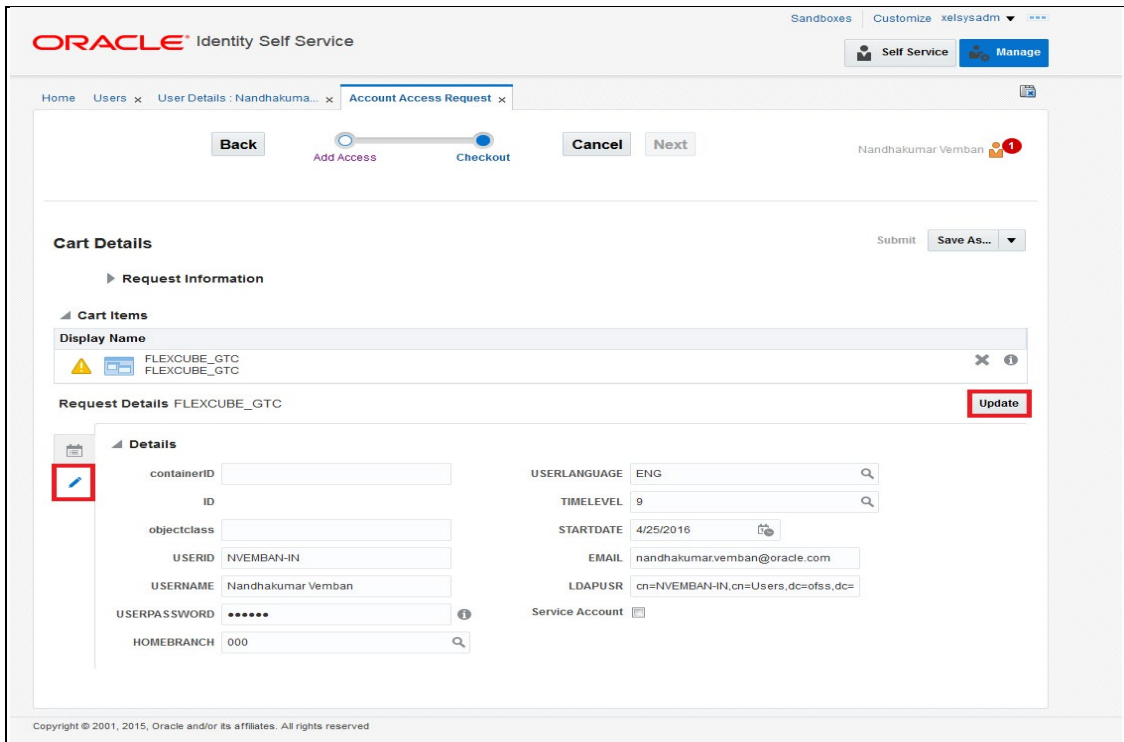 Sandboxes Customize xelsysadm
ORACLE Identity Self Service
Self Service Manage
Home Users x User Details : Nandhakuma... x Account Access Request x
Back Cancel Next
Add Access Checkout
Nandhakumar Vemban 1
Cart Details
Submit Save As...
Request Information
Cart Items
Display Name
FLEXCUBE_GTC
FLEXCUBE_GTC
Request Details FLEXCUBE_GTC Update
Details
containerID
ID
objectclass
USERID NVEMBAN-IN
USERNAME Nandhakumar Vemban
USERPASSWORD ••••••
HOMEBRANCH 000
USERLANGUAGE ENG
TIMELEVEL 9
STARTDATE 4/25/2016
EMAIL nandhakumar.vemban@oracle.com
LDAPUSR cn=NVEMBAN-IN,cn=Users,dc=ofss,dc=
Service Account
Copyright © 2001, 2015, Oracle and/or its affiliates. All rights reserved